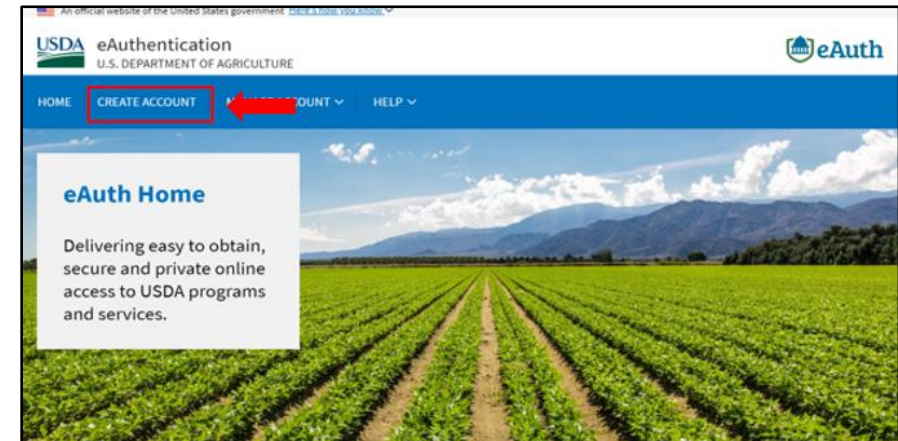 An official website of the United States government Here's how you know
USDA eAuthentication
U.S. DEPARTMENT OF AGRICULTURE
eAuth
HOME CREATE ACCOUNT HELP
eAuth Home
Delivering easy to obtain,
secure and private online
access to USDA programs
and services.